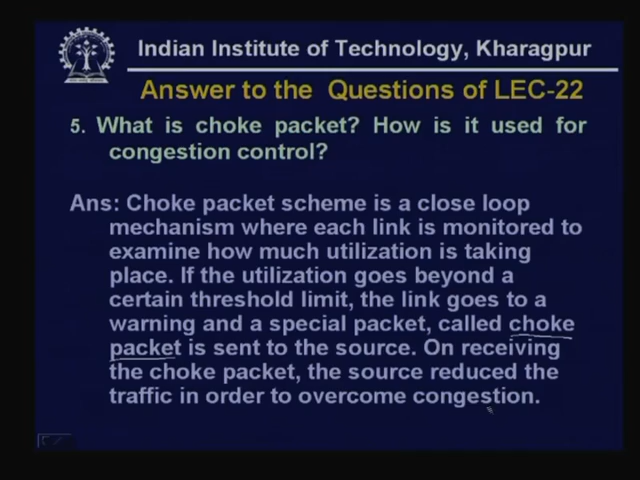 Indian Institute of Technology, Kharagpur
Answer to the Questions of LEC-22
5. What is choke packet? How is it used for
congestion control?
Ans: Choke packet scheme is a close loop
mechanism where each link is monitored to
examine how much utilization is taking
place. If the utilization goes beyond a
certain threshold limit, the link goes to a
warning and a special packet, called choke
packet is sent to the source. On receiving
the choke packet, the source reduced the
traffic in order to overcome congestion.